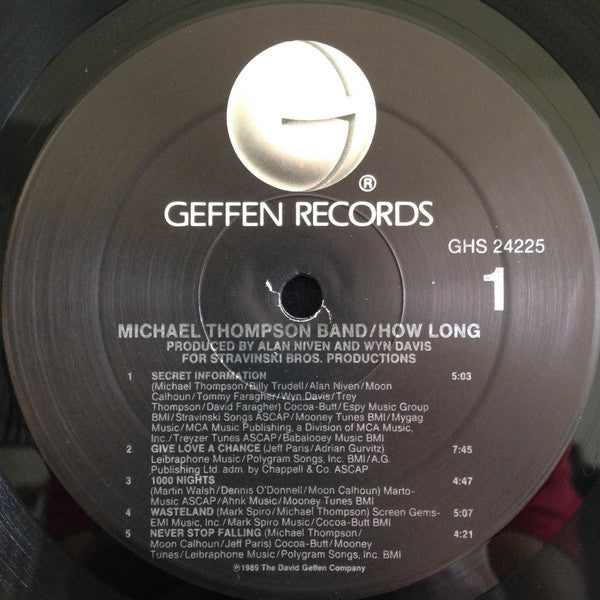 ®
GEFFEN RECORDS
GHS 24225
1
MICHAEL THOMPSON BAND/HOW LONG
PRODUCED BY ALAN NIVEN AND WYN DAVIS
FOR STRAVINSKI BROS. PRODUCTIONS
1 SECRET INFORMATION 5:03
(Michael Thompson/Billy Trudell/Alan Niven/Moon
Calhoun/Tommy Faragher/Wyn Davis/Trey
Thompson/David Faragher) Cocoa-Butt/Espy Music Group
BMI/Stravinski Songs ASCAP/Mooney Tunes BMI/Mygag
Music/MCA Music Publishing, a Division of MCA Music,
Inc./Treyzer Tunes ASCAP/Babalooey Music BMI
2 GIVE LOVE A CHANCE (Jeff Paris/Adrian Gurvitz) 7:45
Leibraphone Music/Polygram Songs, Inc. BMI/A.G.
Publishing Ltd. adm. by Chappell & Co. ASCAP
3 1000 NIGHTS 4:47
(Martin Walsh/Dennis O'Donnell/Moon Calhoun) Marto-
Music ASCAP/Ahnk Music/Mooney Tunes BMI
4 WASTELAND (Mark Spiro/Michael Thompson) Screen Gems- 5:07
EMI Music, Inc./Mark Spiro Music/Cocoa-Butt BMI
5 NEVER STOP FALLING (Michael Thompson/ 4:21
Moon Calhoun/Jeff Paris) Cocoa-Butt/Mooney
Tunes/Leibraphone Music/Polygram Songs, Inc. BMI
℗1989 The David Geffen Company